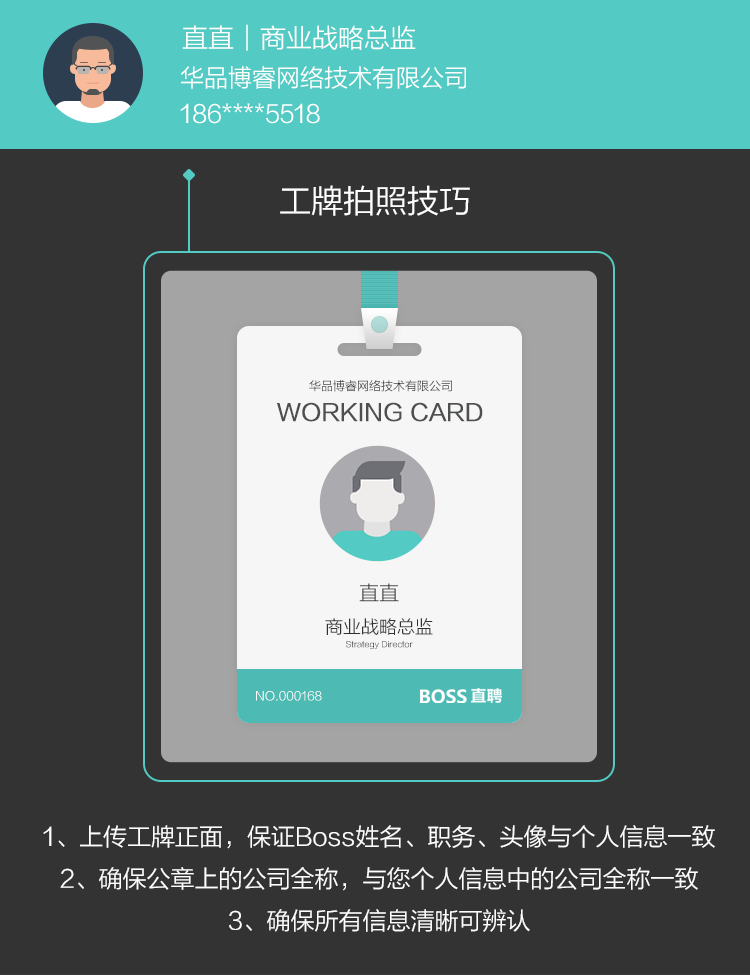 直直｜商业战略总监
华品博睿网络技术有限公司
186****5518
工牌拍照技巧
华品博睿网络技术有限公司
WORKING CARD
直直
商业战略总监
Strategy Director
NO.000168 BOSS 直聘
1、上传工牌正面，保证Boss姓名、职务、头像与个人信息一致
2、确保公章上的公司全称，与您个人信息中的公司全称一致
3、确保所有信息清晰可辨认